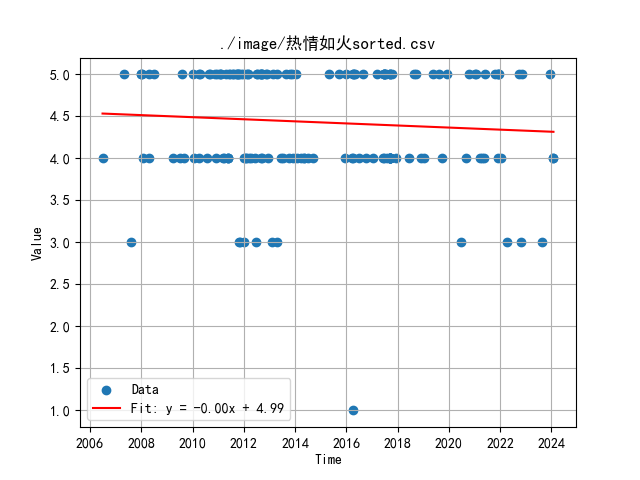 ./image/热情如火sorted.csv
5.0
4.5
4.0
3.5
3.0
2.5
2.0
1.5
1.0
Value
Data
Fit: y = -0.00x + 4.99
2006 2008 2010 2012 2014 2016 2018 2020 2022 2024
Time